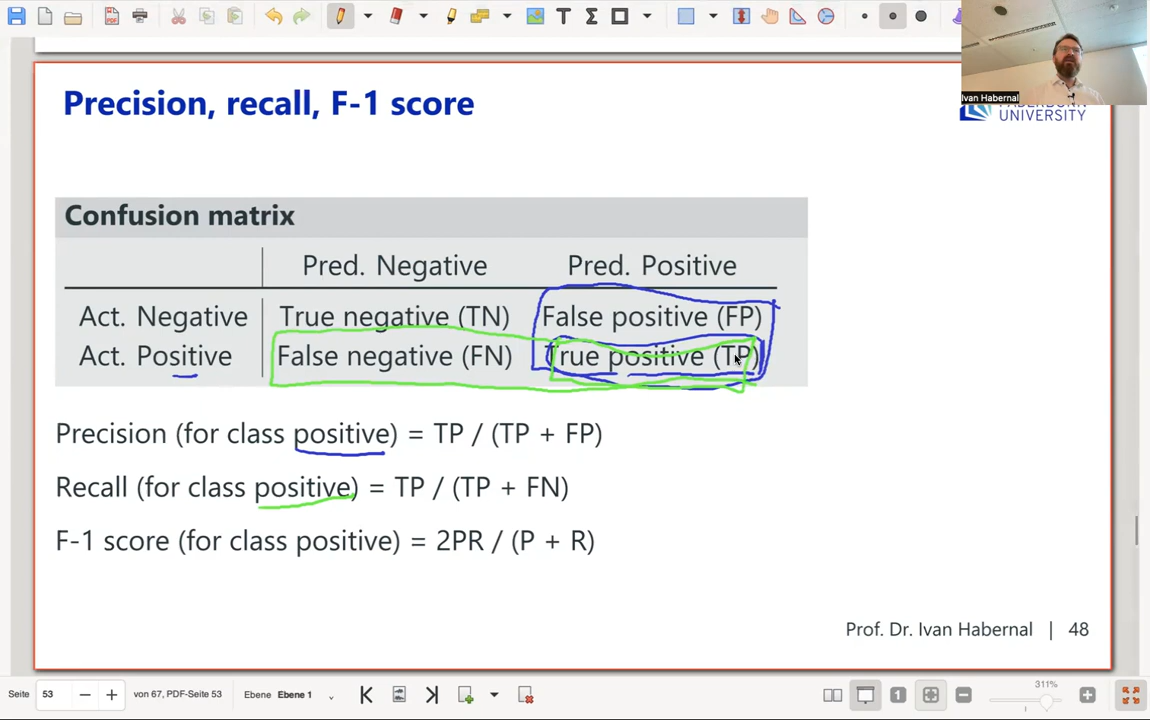 Ivan Habernal
UNIVERSITY
Precision, recall, F-1 score
Confusion matrix
Pred. Negative Pred. Positive
Act. Negative True negative (TN) False positive (FP)
Act. Positive False negative (FN) True positive (TP)
Precision (for class positive) = TP / (TP + FP)
Recall (for class positive) = TP / (TP + FN)
F-1 score (for class positive) = 2PR / (P + R)
Prof. Dr. Ivan Habernal | 48
Seite 53 von 67, PDF-Seite 53 Ebene Ebene 1 311%